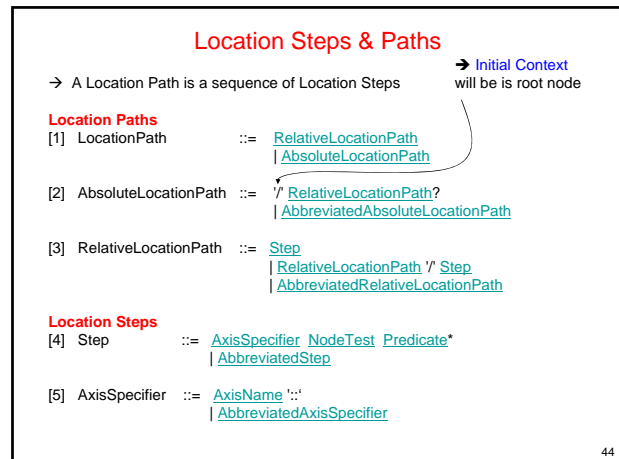 Location Steps & Paths
→ A Location Path is a sequence of Location Steps
➔ Initial Context
will be is root node
Location Paths
[1] LocationPath ::= RelativeLocationPath
| AbsoluteLocationPath
[2] AbsoluteLocationPath ::= '/' RelativeLocationPath?
| AbbreviatedAbsoluteLocationPath
[3] RelativeLocationPath ::= Step
| RelativeLocationPath '/' Step
| AbbreviatedRelativeLocationPath
Location Steps
[4] Step ::= AxisSpecifier NodeTest Predicate*
| AbbreviatedStep
[5] AxisSpecifier ::= AxisName '::‘
| AbbreviatedAxisSpecifier
44